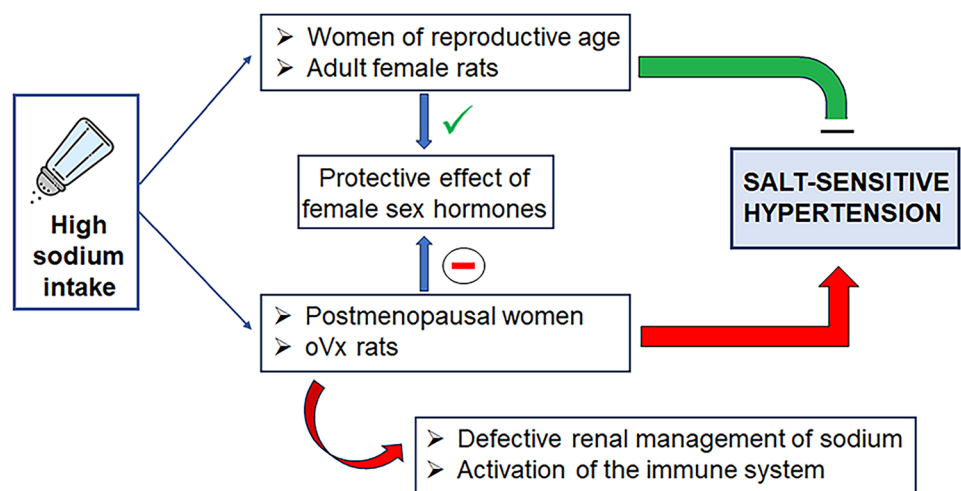 ➢ Women of reproductive age
➢ Adult female rats
High
sodium
intake
Protective effect of
female sex hormones
SALT-SENSITIVE
HYPERTENSION
➢ Postmenopausal women
➢ oVx rats
➢ Defective renal management of sodium
➢ Activation of the immune system